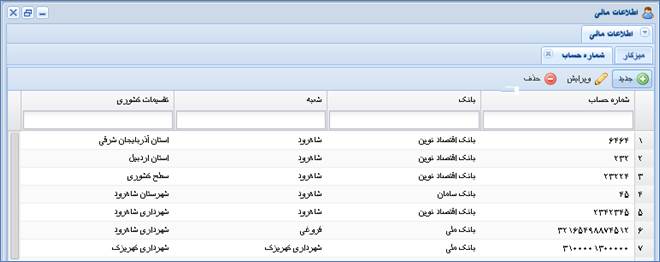 اطلاعات مالی
اطلاعات مالی
میزکار شماره حساب
جدید ویرایش حذف
شماره حساب بانک شعبه تقسیمات کشوری
۱ ۶۴۶۴ بانک اقتصاد نوین شاهرود استان آذربایجان شرقی
۲ ۲۳۲ بانک اقتصاد نوین شاهرود استان اردبیل
۳ ۲۳۲۲۴ بانک اقتصاد نوین شاهرود سطح کشوری
۴ ۴۵ بانک سامان شاهرود شهرستان شاهرود
۵ ۲۳۴۲۳۴۵ بانک اقتصاد نوین شاهرود شهرداری شاهرود
۶ ۳۲۱۶۵۴۹۸۸۷۴۵۱۲ بانک ملی فروغی شهرداری شاهرود
۷ ۳۱۰۰۰۰۱۳۰۰۰۰۰ بانک ملی شهرداری کهریزک شهرداری کهریزک